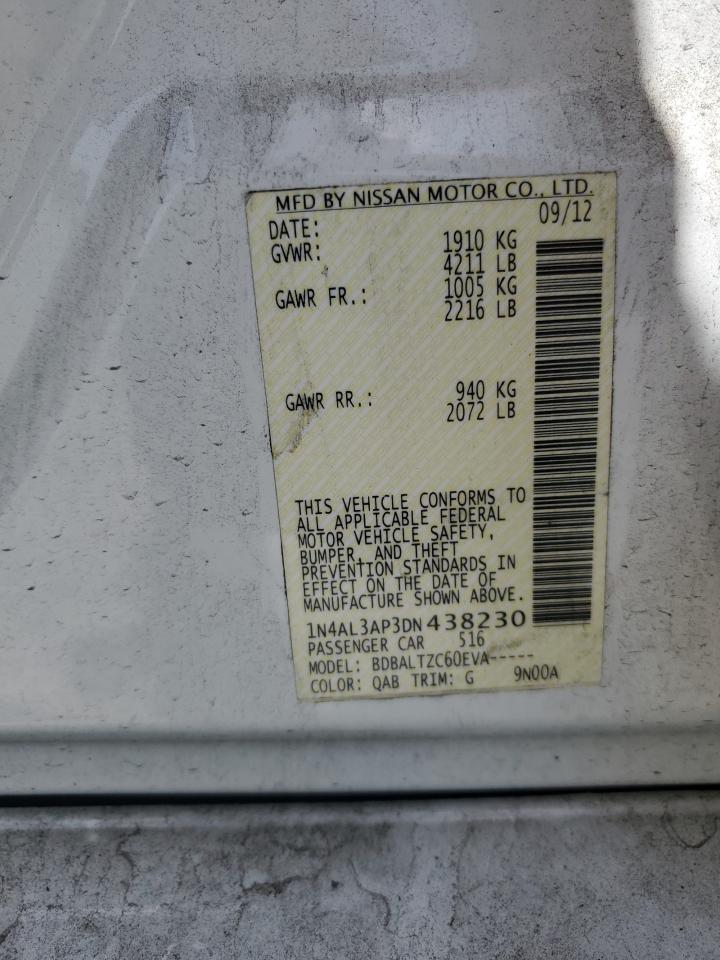 MFD BY NISSAN MOTOR CO., LTD.
DATE: 09/12
GVWR: 1910 KG
4211 LB
GAWR FR.: 1005 KG
2216 LB
GAWR RR.: 940 KG
2072 LB
THIS VEHICLE CONFORMS TO
ALL APPLICABLE FEDERAL
MOTOR VEHICLE SAFETY,
BUMPER, AND THEFT
PREVENTION STANDARDS IN
EFFECT ON THE DATE OF
MANUFACTURE SHOWN ABOVE.
1N4AL3AP3DN438230
PASSENGER CAR 516
MODEL: BDBALTZC60EVA-----
COLOR: QAB TRIM: G 9N00A